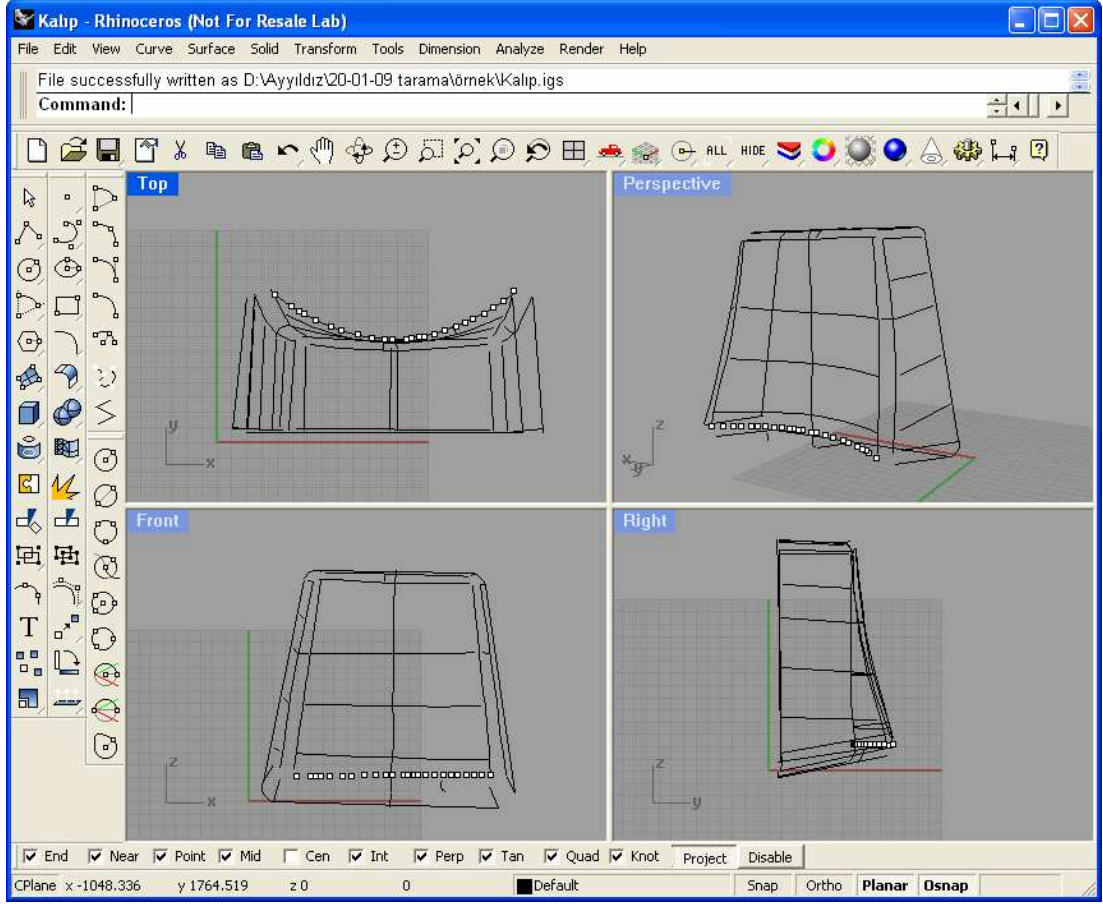 Kalıp - Rhinoceros (Not For Resale Lab)
File Edit View Curve Surface Solid Transform Tools Dimension Analyze Render Help
File successfully written as D:\Ayyıldız\20-01-09 tarama\örnek\Kalıp.igs
Command:
ALL HIDE
Top
Perspective
y
x
z
x
y
Front
Right
T
z
x
z
y
End Near Point Mid Cen Int Perp Tan Quad Knot Project Disable
CPlane x -1048.336 y 1764.519 z 0 0 Default Snap Ortho Planar Osnap